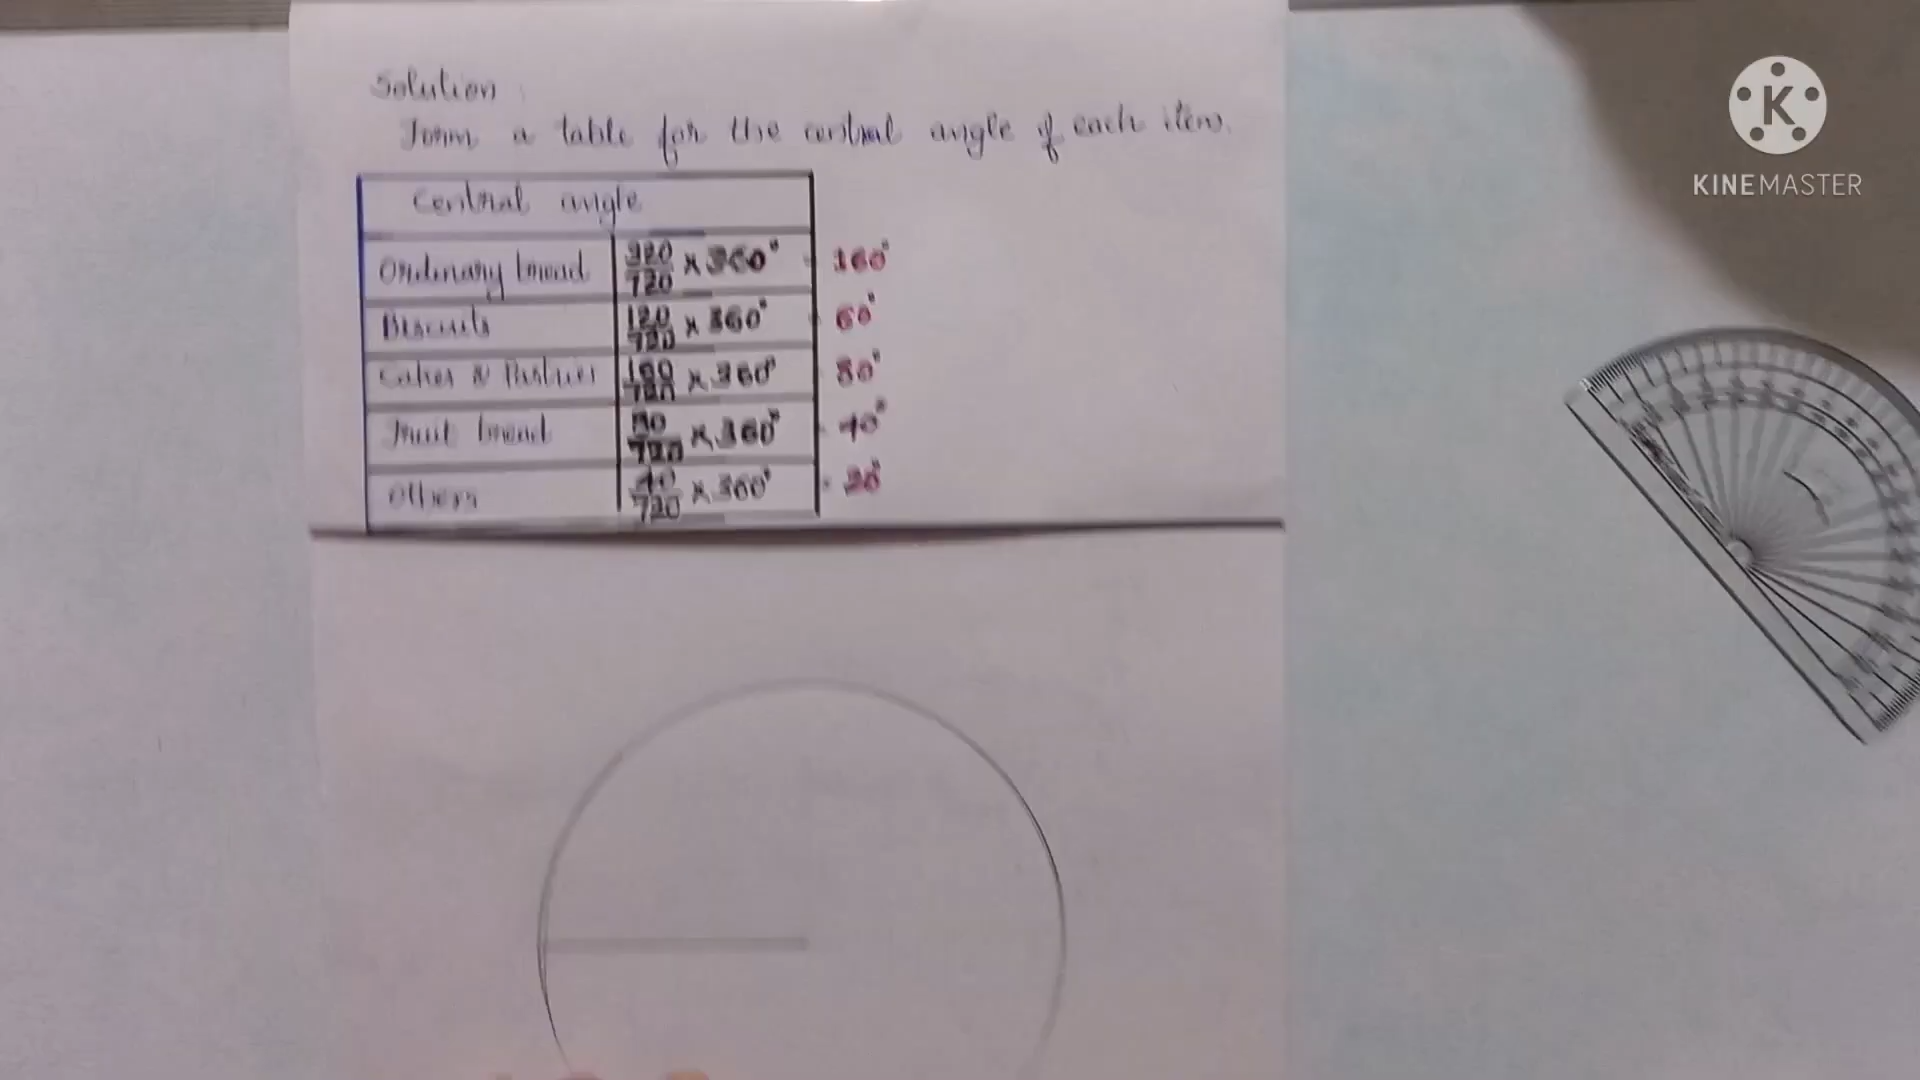 Solution
Form a table for the central angle of each item.
Central angle
Ordinary bread 320/720 × 360° = 160°
Biscuits 120/720 × 360° = 60°
Cakes & Pastries 160/720 × 360° = 80°
Fruit bread 80/720 × 360° = 40°
Others 40/720 × 360° = 20°
K
KINEMASTER